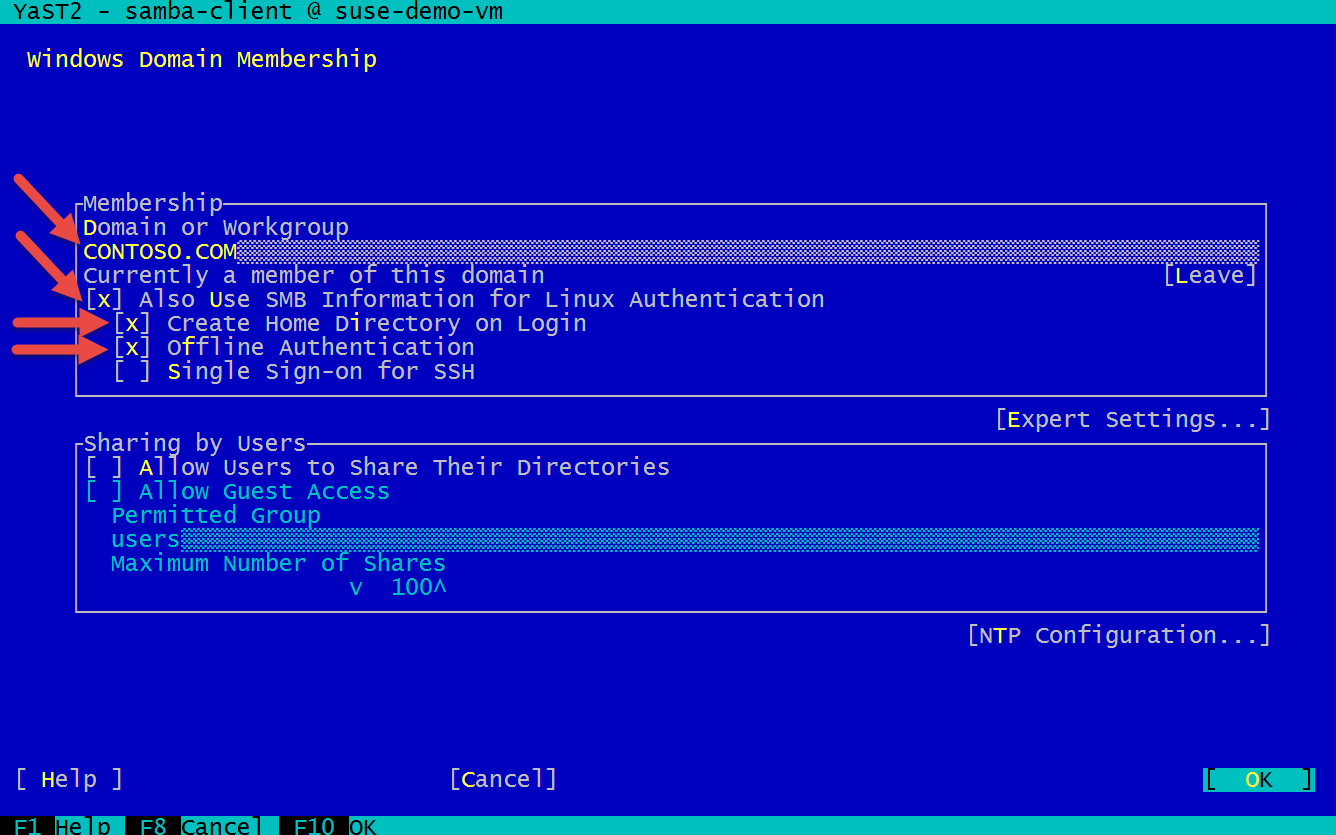 YaST2 - samba-client @ suse-demo-vm
Windows Domain Membership
Membership
Domain or Workgroup
CONTOSO.COM
Currently a member of this domain [Leave]
[x] Also Use SMB Information for Linux Authentication
[x] Create Home Directory on Login
[x] Offline Authentication
[ ] Single Sign-on for SSH
[Expert Settings...]
Sharing by Users
[ ] Allow Users to Share Their Directories
[ ] Allow Guest Access
Permitted Group
users
Maximum Number of Shares
v 100^
[NTP Configuration...]
[ Help ] [Cancel] [ OK ]
F1 Help F8 Cancel F10 OK